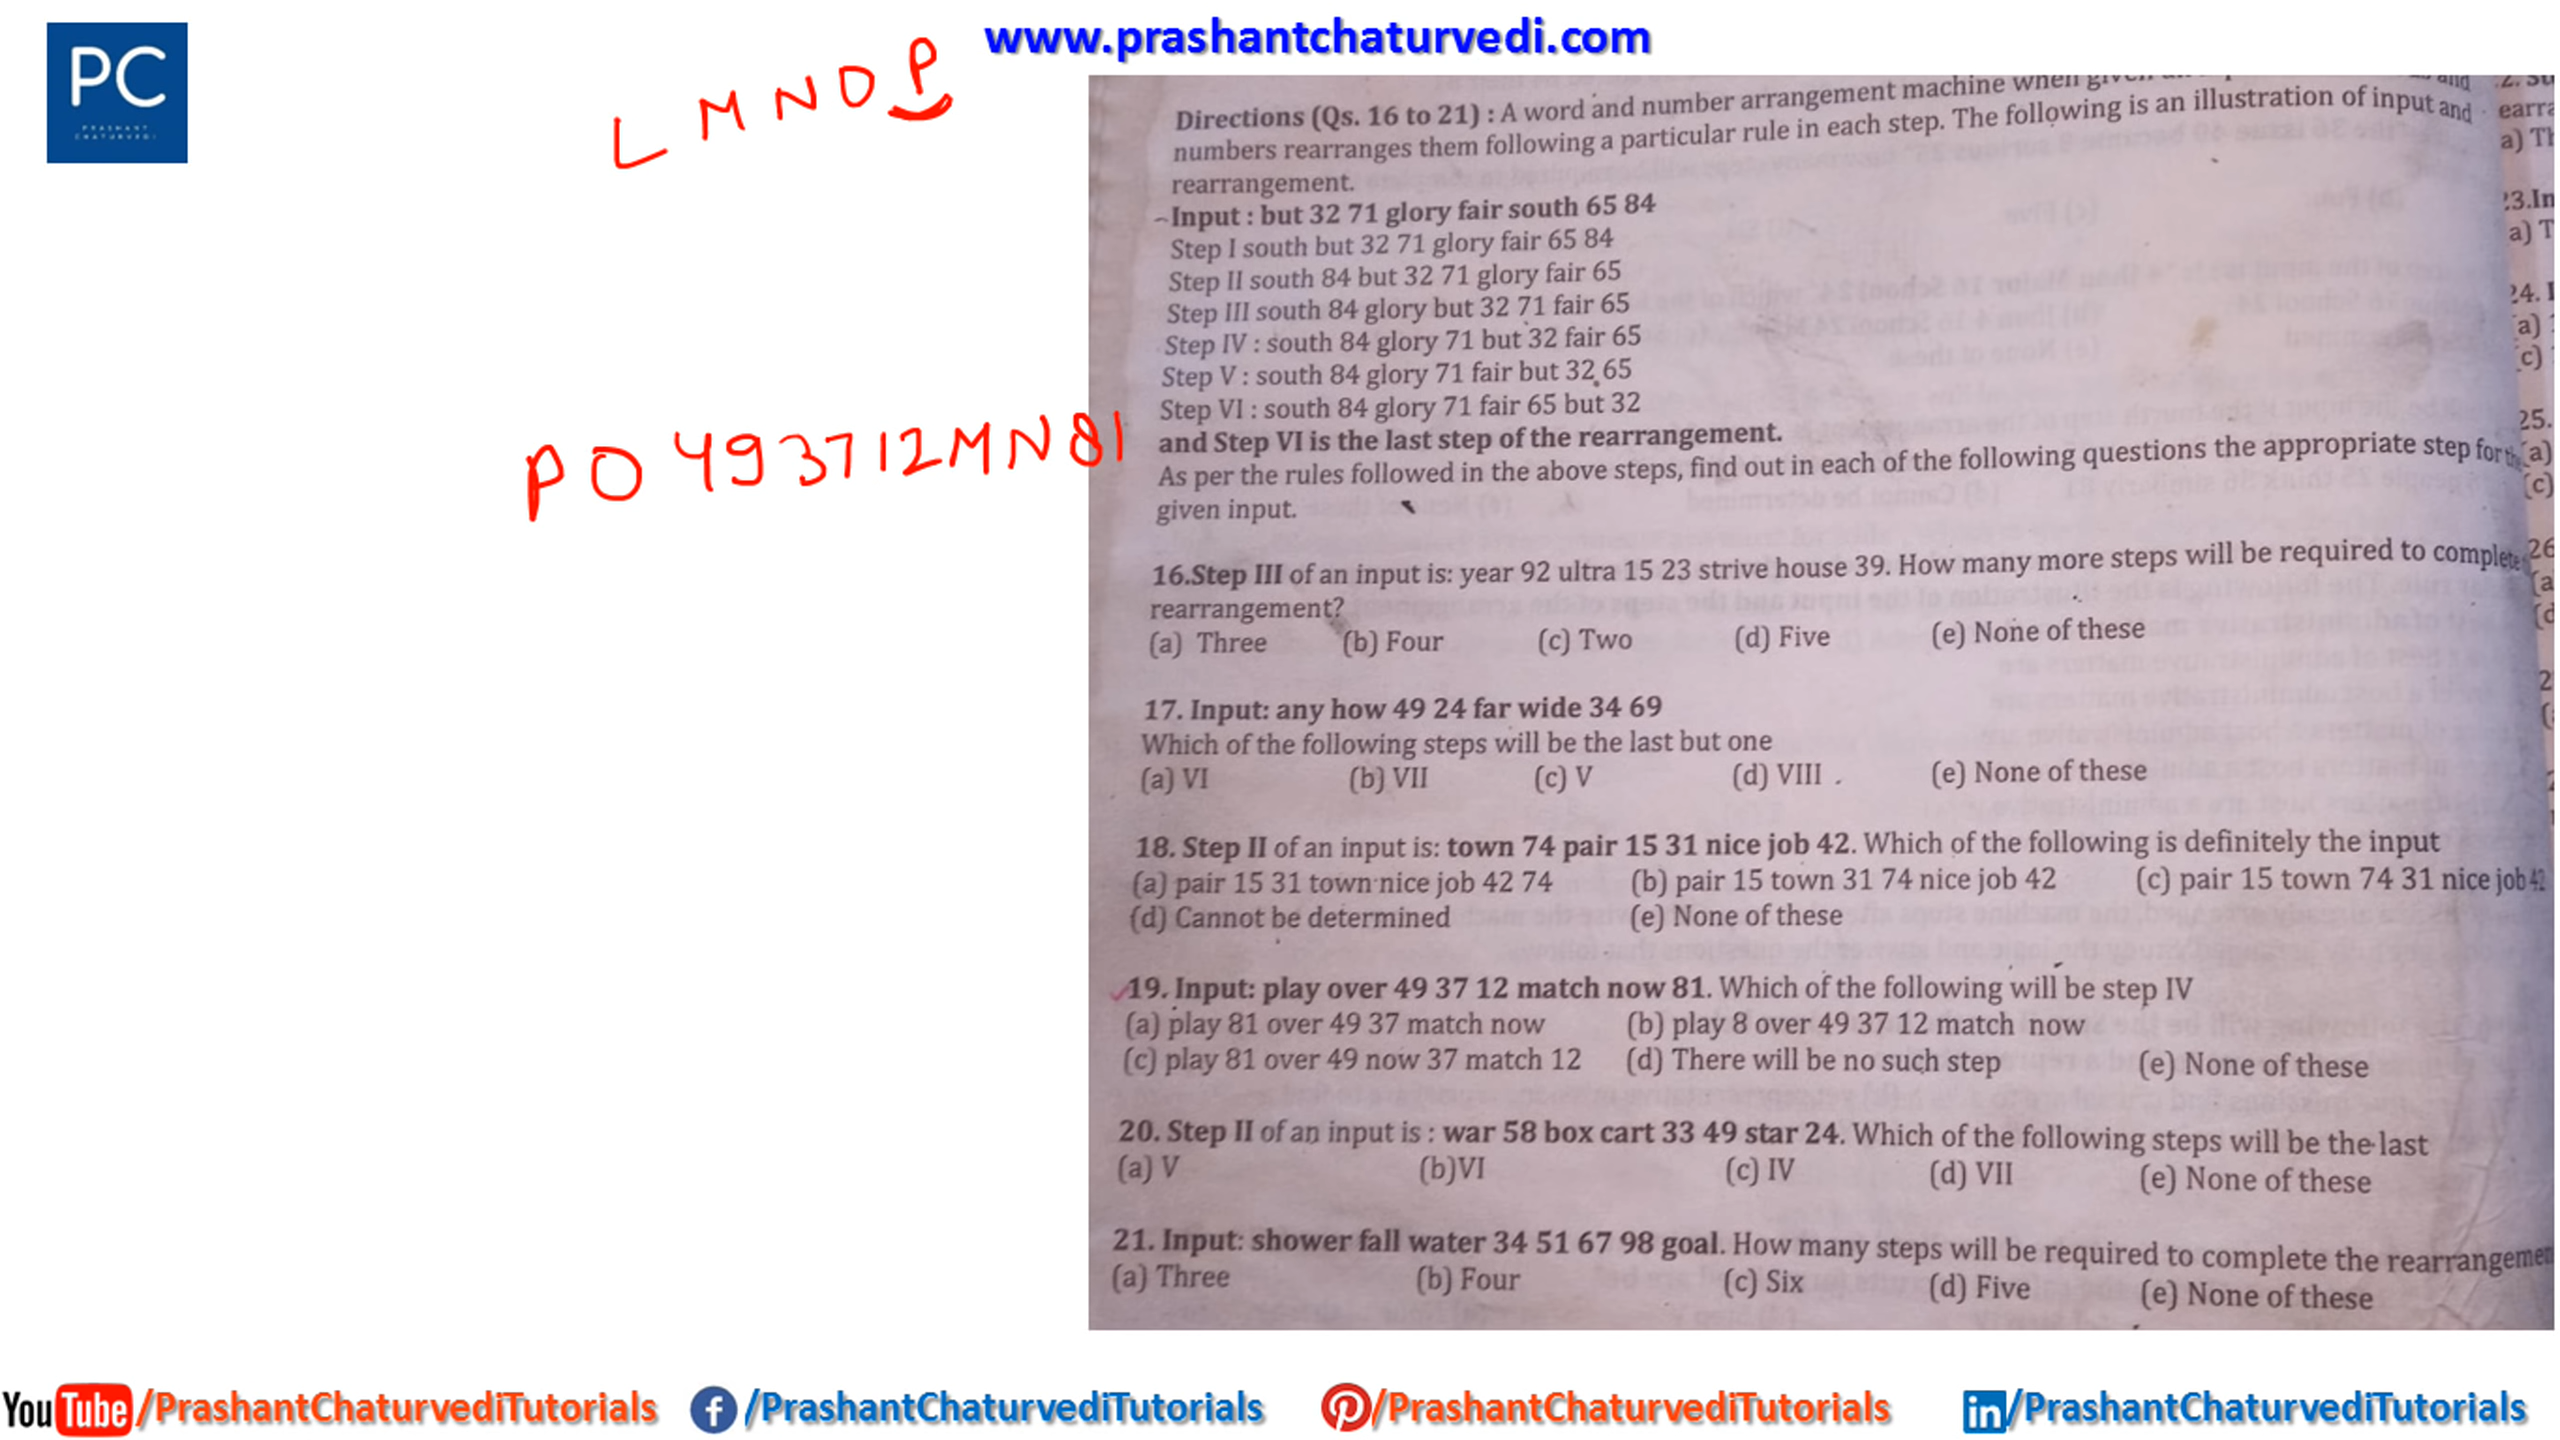 PC
PRASHANT
CHATURVEDI
www.prashantchaturvedi.com
L M N O P
P O 49 37 12 M N 81
Directions (Qs. 16 to 21) : A word and number arrangement machine when given
numbers rearranges them following a particular rule in each step. The following is an illustration of input and
rearrangement.
Input : but 32 71 glory fair south 65 84
Step I south but 32 71 glory fair 65 84
Step II south 84 but 32 71 glory fair 65
Step III south 84 glory but 32 71 fair 65
Step IV : south 84 glory 71 but 32 fair 65
Step V : south 84 glory 71 fair but 32 65
Step VI : south 84 glory 71 fair 65 but 32
and Step VI is the last step of the rearrangement.
As per the rules followed in the above steps, find out in each of the following questions the appropriate step for the
given input.
16.Step III of an input is: year 92 ultra 15 23 strive house 39. How many more steps will be required to complete
rearrangement?
(a) Three (b) Four (c) Two (d) Five (e) None of these
17. Input: any how 49 24 far wide 34 69
Which of the following steps will be the last but one
(a) VI (b) VII (c) V (d) VIII . (e) None of these
18. Step II of an input is: town 74 pair 15 31 nice job 42. Which of the following is definitely the input
(a) pair 15 31 town nice job 42 74 (b) pair 15 town 31 74 nice job 42 (c) pair 15 town 74 31 nice job 42
(d) Cannot be determined (e) None of these
19. Input: play over 49 37 12 match now 81. Which of the following will be step IV
(a) play 81 over 49 37 match now (b) play 8 over 49 37 12 match now
(c) play 81 over 49 now 37 match 12 (d) There will be no such step (e) None of these
20. Step II of an input is : war 58 box cart 33 49 star 24. Which of the following steps will be the last
(a) V (b)VI (c) IV (d) VII (e) None of these
21. Input: shower fall water 34 51 67 98 goal. How many steps will be required to complete the rearrangemen
(a) Three (b) Four (c) Six (d) Five (e) None of these
earra
a) Th
23.In
a) T
24. I
(a)
(c)
25.
(a)
(c)
26
(a
(d
2
YouTube/PrashantChaturvediTutorials f/PrashantChaturvediTutorials /PrashantChaturvediTutorials in/PrashantChaturvediTutorials